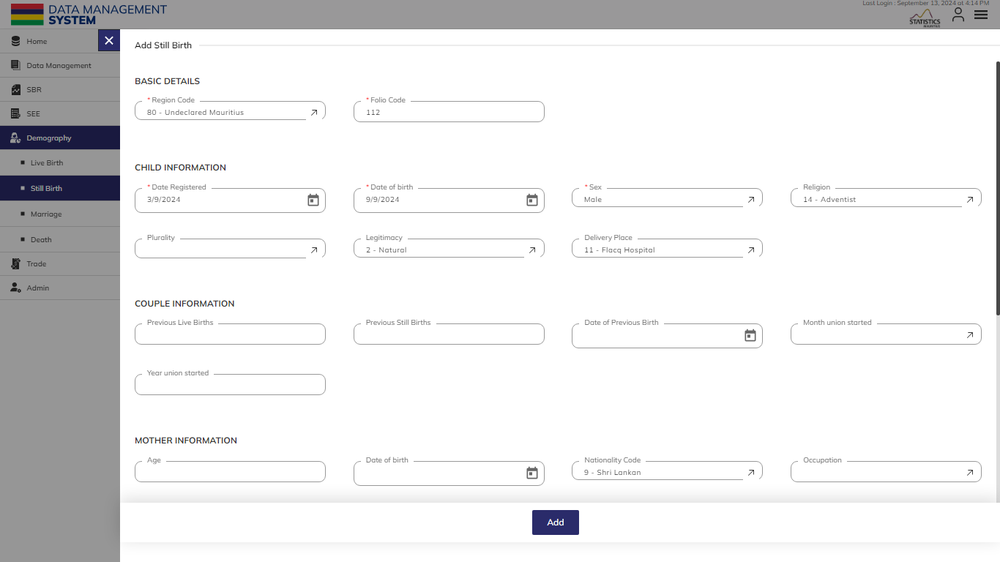 Last Login : September 13, 2024 at 4:14 PM
DATA MANAGEMENT
SYSTEM
STATISTICS
MAURITIUS
Home
Data Management
SBR
SEE
Demography
Live Birth
Still Birth
Marriage
Death
Trade
Admin
Add Still Birth
BASIC DETAILS
* Region Code
80 - Undeclared Mauritius
* Folio Code
112
CHILD INFORMATION
* Date Registered
3/9/2024
* Date of birth
9/9/2024
* Sex
Male
Religion
14 - Adventist
Plurality
Legitimacy
2 - Natural
Delivery Place
11 - Flacq Hospital
COUPLE INFORMATION
Previous Live Births
Previous Still Births
Date of Previous Birth
Month union started
Year union started
MOTHER INFORMATION
Age
Date of birth
Nationality Code
9 - Shri Lankan
Occupation
Add